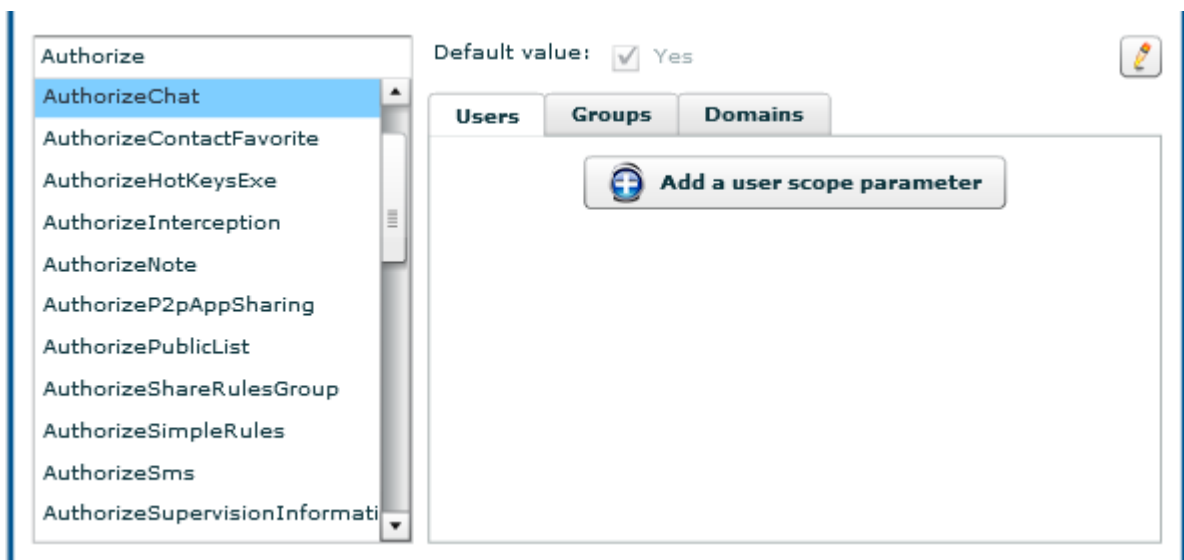 Authorize
AuthorizeChat
AuthorizeContactFavorite
AuthorizeHotKeysExe
AuthorizeInterception
AuthorizeNote
AuthorizeP2pAppSharing
AuthorizePublicList
AuthorizeShareRulesGroup
AuthorizeSimpleRules
AuthorizeSms
AuthorizeSupervisionInformati
Default value: Yes
Users Groups Domains
Add a user scope parameter